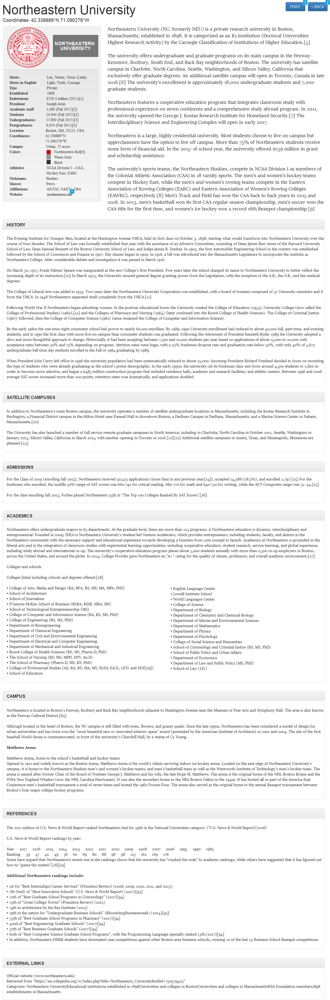 Northeastern University
PRINT
3
< BACK
2
Coordinates: 42.338889°N 71.090278°W
NORTHEASTERN UNIVERSITY
LVX VERITAS VIRTVS
BOSTON, MASSACHUSETTS
NORTHEASTERN
UNIVERISITY
Motto Lux, Veritas, Virtus (Latin)
Motto in English Light, Truth, Courage
Type Private
Established 1898
Endowment $729.4 million (2015)[1]
President Joseph Aoun
Academic staff 1,660 (Fall 2015)[2]
Students 24,944 (Fall 2015)[3]
Undergraduates 17,990 (Fall 2015)[3]
Postgraduates 6,954 (Fall 2015)[3]
Location Boston, MA, 02115, USA
Coordinates: 42.338889°N
71.090278°W
Campus Urban, 73 acres
Colors Northeastern Red[4]
Warm Gray
Black
Athletics NCAA Division I – CAA,
Hockey East, EARC
Nickname Huskies
Mascot Paws
Affiliations AICUM, NAICU, URA
1
Website northeastern.edu
Northeastern University (NU, formerly NEU) is a private research university in Boston,
Massachusetts, established in 1898. It is categorized as an R1 institution (Doctoral Universities:
Highest Research Activity) by the Carnegie Classification of Institutions of Higher Education.[5]
The university offers undergraduate and graduate programs on its main campus in the Fenway-
Kenmore, Roxbury, South End, and Back Bay neighborhoods of Boston. The university has satellite
campus in Charlotte, North Carolina, Seattle, Washington, and Silicon Valley, California that
exclusively offer graduate degrees. An additional satellite campus will open in Toronto, Canada in late
2016.[6] The university's enrollment is approximately 18,000 undergraduate students and 7,000
graduate students.
Northeastern features a cooperative education program that integrates classroom study with
professional experience on seven continents and a comprehensive study abroad program. In 2011,
the university opened the George J. Kostas Research Institute for Homeland Security.[7] The
Interdisciplinary Science and Engineering Complex will open in early 2017.
Northeastern is a large, highly residential university. Most students choose to live on campus but
upperclassmen have the option to live off campus. More than 75% of Northeastern students receive
some form of financial aid. In the 2015–16 school year, the university offered $239 million in grant
and scholarship assistance.
The university's sports teams, the Northeastern Huskies, compete in NCAA Division I as members of
the Colonial Athletic Association (CAA) in 18 varsity sports. The men's and women's hockey teams
compete in Hockey East, while the men's and women's rowing teams compete in the Eastern
Association of Rowing Colleges (EARC) and Eastern Association of Women's Rowing Colleges
(EAWRC), respectively.[8] Men's Track and Field has won the CAA back to back years in 2015 and
2016. In 2013, men's basketball won its first CAA regular season championship, men's soccer won the
CAA title for the first time, and women's ice hockey won a record 16th Beanpot championship.[9]
HISTORY
The Evening Institute for Younger Men, located at the Huntington Avenue YMCA, held its first class on October 3, 1898, starting what would transform into Northeastern University over the
course of four decades. The School of Law was formally established that year with the assistance of an Advisory Committee, consisting of Dean James Barr Ames of the Harvard University
School of Law, Dean Samuel Bennett of the Boston University School of Law, and Judge James R. Dunbar. In 1903, the first Automobile Engineering School in the country was established
followed by the School of Commerce and Finance in 1907. Day classes began in 1909. In 1916, a bill was introduced into the Massachusetts Legislature to incorporate the institute as
Northeastern College. After considerable debate and investigation it was passed in March 1916.
On March 30, 1917, Frank Palmer Speare was inaugurated as the new College's first President. Five years later the school changed its name to Northeastern University to better reflect the
increasing depth of its instruction.[10] In March 1923, the University secured general degree granting power from the Legislature, with the exception of the A.B., the S.B., and the medical
degrees.
The College of Liberal Arts was added in 1935. Two years later the Northeastern University Corporation was established, with a board of trustees composed of 31 University members and 8
from the YMCA. In 1948 Northeastern separated itself completely from the YMCA.[11]
Following World War II Northeastern began admitting women. In the postwar educational boom the University created the College of Education (1953), University College (now called the
College of Professional Studies) (1960),[12] and the Colleges of Pharmacy and Nursing (1964) (later combined into the Bouvé College of Health Sciences). The College of Criminal Justice
(1967) followed, then the College of Computer Science (1982) (since renamed the College of Computer and Information Science).
By the early 1980s the one-time night commuter school had grown to nearly 60,000 enrollees. By 1989–1990 University enrollment had reduced to about 40,000 full, part-time, and evening
students, and in 1990 the first class with more live-on-campus than commuter students was graduated. Following the retirement of President Kenneth Ryder 1989 the University adopted a
slow and more thoughtful approach to change. Historically, it had been accepting between 7,500 and 10,000 students per year based on applications of about 15,000 to 20,000 with
acceptance rates between 50% and 75% depending on program. Attrition rates were huge, with a 25% freshmen dropout rate and graduation rate below 50%, with only 40% of 5,672
undergraduate full-time day students enrolled in the Fall of 1984 graduating by 1989.
When President John Curry left office in 1996 the university population had been systematically reduced to about 25,000. Incoming President Richard Freeland decided to focus on recruiting
the type of students who were already graduating as the school's prime demographic. In the early 1990s, the university cut its freshman class size from around 4,500 students to 2,800 in
order to become more selective, and began a $485 million construction program that included residence halls, academic and research facilities, and athletic centers. Between 1996 and 2006
average SAT scores increased more than 200 points, retention rates rose dramatically, and applications doubled.
SATELLITE CAMPUSES
In addition to Northeastern's main Boston campus, the university operates a number of satellite undergraduate locations in Massachusetts, including the Kostas Research Institute in
Burlington, a Financial District campus in the Hilton Hotel near Faneuil Hall in downtown Boston, a Dedham Campus in Dedham, Massachusetts, and a Marine Science Center in Nahant,
Massachusetts.[20]
The University has also launched a number of full service remote graduate campuses in North America, including in Charlotte, North Carolina in October 2011, Seattle, Washington in
January 2013, Silicon Valley, California in March 2015, with another opening in Toronto in 2016.[21][22] Additional satellite campuses in Austin, Texas, and Minneapolis, Minnesota are
planned.[23]
ADMISSIONS
For the Class of 2019 (enrolling fall 2015), Northeastern received 50,523 applications (more than in any previous year[24]), accepted 14,388 (28.5%), and enrolled 2,797.[25] For the
freshmen who enrolled, the middle 50% range of SAT scores was 660-740 for critical reading, 680-770 for math and 640-730 for writing, while the ACT Composite range was 31–34.[25]
For the class enrolling fall 2013, Forbes placed Northeastern 35th in "The Top 100 Colleges Ranked By SAT Scores".[26]
ACADEMICS
Northeastern offers undergraduate majors in 65 departments. At the graduate level, there are more than 125 programs. A Northeastern education is dynamic, interdisciplinary and
entrepreneurial. Founded in 2009, IDEA is Northeastern University's student-led Venture Accelerator, which provides entrepreneurs, including students, faculty, and alumni in the
Northeastern community with the necessary support and educational experience towards developing a business from core concept to launch. Academics at Northeastern is grounded in the
liberal arts and in the integration of classroom studies with experiential learning opportunities, including cooperative education, student research, service learning, and global experience,
including study abroad and international co-op. The university's cooperative education program places about 5,000 students annually with more than 2,500 co-op employers in Boston,
across the United States, and around the globe. In 2014, College Prowler gave Northeastern an "A+" rating for the quality of classes, professors, and overall academic environment.[27]
Colleges and schools
Colleges listed including schools and degrees offered:[28]
• College of Arts, Media and Design (BA, BFA, BS, MS, MA, MPA, PhD)
• School of Architecture
• School of Journalism
• D'Amore-McKim School of Business (BSBA, BSIB, MBA, MS)
• School of Technological Entrepreneurship (MS)
• College of Computer and Information Science (BA, BS, MS, PhD)
• College of Engineering (BS, MS, PhD)
• Department of Bioengineering
• Department of Chemical Engineering
• Department of Civil and Environmental Engineering
• Department of Electrical and Computer Engineering
• Department of Mechanical and Industrial Engineering
• Bouvé College of Health Sciences (BS, MS, Pharm.D, PhD)
• The School of Nursing (BS, MS, MPH, DPT, Au.D)
• The School of Pharmacy (Pharm.D, MS, BS, PhD)
• College of Professional Studies (AS, BA, BS, MA, MS, M.Ed, Ed.D., LP.D. and DLP[29])
• School of Education
• English Language Center
• Lowell Institute School
• World Languages Center
• College of Science
• Department of Biology
• Department of Chemistry and Chemical Biology
• Department of Marine and Environmental Sciences
• Department of Mathematics
• Department of Physics
• Department of Psychology
• College of Social Science and Humanities
• School of Criminology and Criminal Justice (BS, MS, PhD)
• School of Public Policy and Urban Affairs
• Department of Economics
• Department of Law and Public Policy (MS, PhD)
• School of Law (J.D.)
CAMPUS
Northeastern is located in Boston's Fenway, Roxbury and Back Bay neighborhoods adjacent to Huntington Avenue near the Museum of Fine Arts and Symphony Hall. The area is also known
as the Fenway Cultural District.[65]
Although located in the heart of Boston, the NU campus is still filled with trees, flowers, and grassy quads. Since the late 1990s, Northeastern has been considered a model of design for
urban universities and has twice won the "most beautiful new or renovated exterior space" award (presented by the American Institute of Architects) in 2001 and 2004. The site of the first
baseball World Series is commemorated, in front of the university's Churchill Hall, by a statue of Cy Young.
Matthews Arena
Matthews Arena, home to the school's basketball and hockey teams
Opened in 1910 and widely known as the Boston Arena, Matthews Arena is the world's oldest surviving indoor ice hockey arena. Located on the east edge of Northeastern University's
campus, it is home to the Northeastern Huskies men's and women's hockey teams, and men's basketball team as well as the Wentworth Institute of Technology's men's hockey team. The
arena is named after former Chair of the Board of Trustees George J. Matthews and his wife, the late Hope M. Matthews. The arena is the original home of the NHL Boston Bruins and the
WHA New England Whalers (now the NHL Carolina Hurricanes). It was also the secondary home to the NBA Boston Celtics in the 1940s. It has hosted all or part of the America East
Conference men's basketball tournament a total of seven times and hosted the 1960 Frozen Four. The arena also served as the original home to the annual Beanpot tournament between
Boston's four major college hockey programs.
REFERENCES
The 2017 edition of U.S. News & World Report ranked Northeastern tied for 39th in the National Universities category. ("U.S. News & World Report)(2016)
U.S. News & World Report rankings by year:
Year 2017 2016 2015 2014 2013 2012 2011 2010 2009 2008 2007 2006 1995 1990 1985
Ranking 39 47 42 49 56 62 69 80 88 96 98 115 162 169 176
Some have argued that Northeastern's recent rise in the rankings shows that the university has “cracked the code” to academic rankings, while others have suggested that it has figured out
how to “game the system”.[18][19]
Additional Northeastern rankings include:
• 1st for "Best Internships/Career Services" (Princeton Review) (2008, 2009, 2010, 2011, and 2013)
• 7th (tied) of "Most Innovative Schools" (U.S. News & World Report) (2017)[93]
• 12th of "Best Graduate School Programs in Criminology" (2017)[94]
• 13th of "Great College Towns" (Princeton Review) (2011)
• 14th in architecture by the Key Institute (2013)
• 19th in the nation for "Undergraduate Business Schools" (BloombergBusinessweek) (2014)[95]
• 33th of "Best Graduate School Programs in Pharmacy" (2017)[94]
• 42nd of "Best Engineering Graduate Schools" (2017)[94]
• 57th of "Best Business Graduate Schools" (2017)[94]
• 60th of "Best Computer Science Graduate School Programs", with the Programming Language specialty ranked 13th.(2017)[94]
• In addition, Northeastern DMSB students have dominated case competitions against other Boston area business schools, winning 10 of the last 13 Business School Beanpot competitions.
EXTERNAL LINKS
Official website (www.northeastern.edu)
Retrieved from "https://en.wikipedia.org/w/index.php?title=Northeastern_University&oldid=750579403"
Categories: Northeastern UniversityEducational institutions established in 1898Universities and colleges in BostonUniversities and colleges in MassachusettsHSA Foundation members1898
establishments in Massachusetts